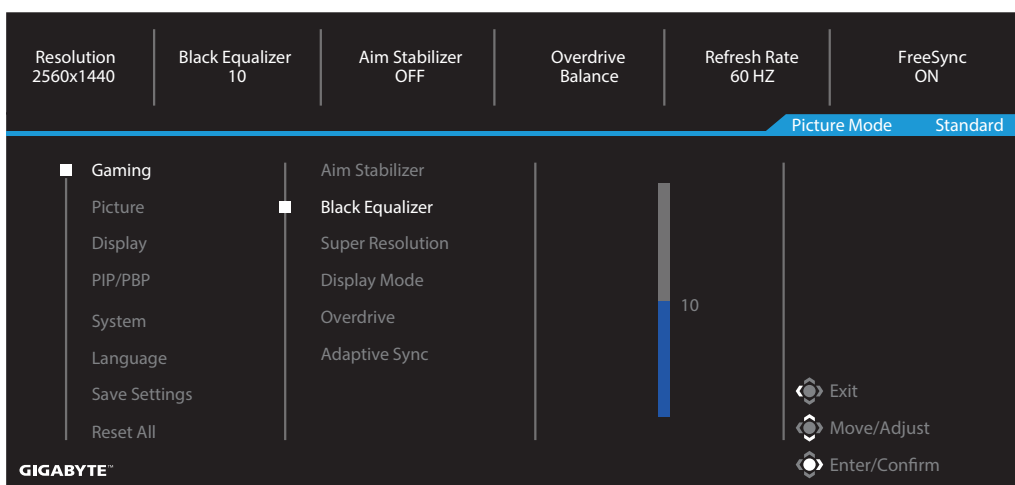 Resolution
2560x1440
Black Equalizer
10
Aim Stabilizer
OFF
Overdrive
Balance
Refresh Rate
60 HZ
FreeSync
ON
Picture Mode Standard
Gaming
Picture
Display
PIP/PBP
System
Language
Save Settings
Reset All
Aim Stabilizer
Black Equalizer
Super Resolution
Display Mode
Overdrive
Adaptive Sync
10
Exit
Move/Adjust
Enter/Confirm
GIGABYTE™